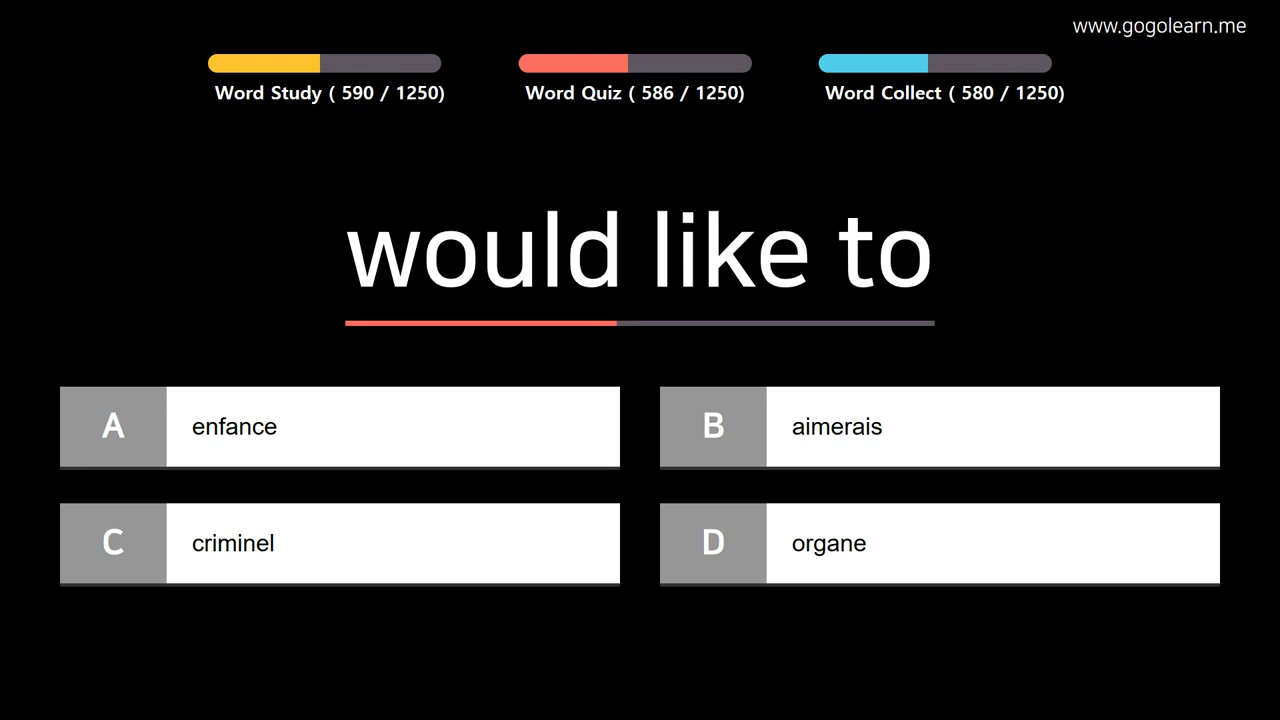 www.gogolearn.me
Word Study ( 590 / 1250)
Word Quiz ( 586 / 1250)
Word Collect ( 580 / 1250)
would like to
A enfance
B aimerais
C criminel
D organe